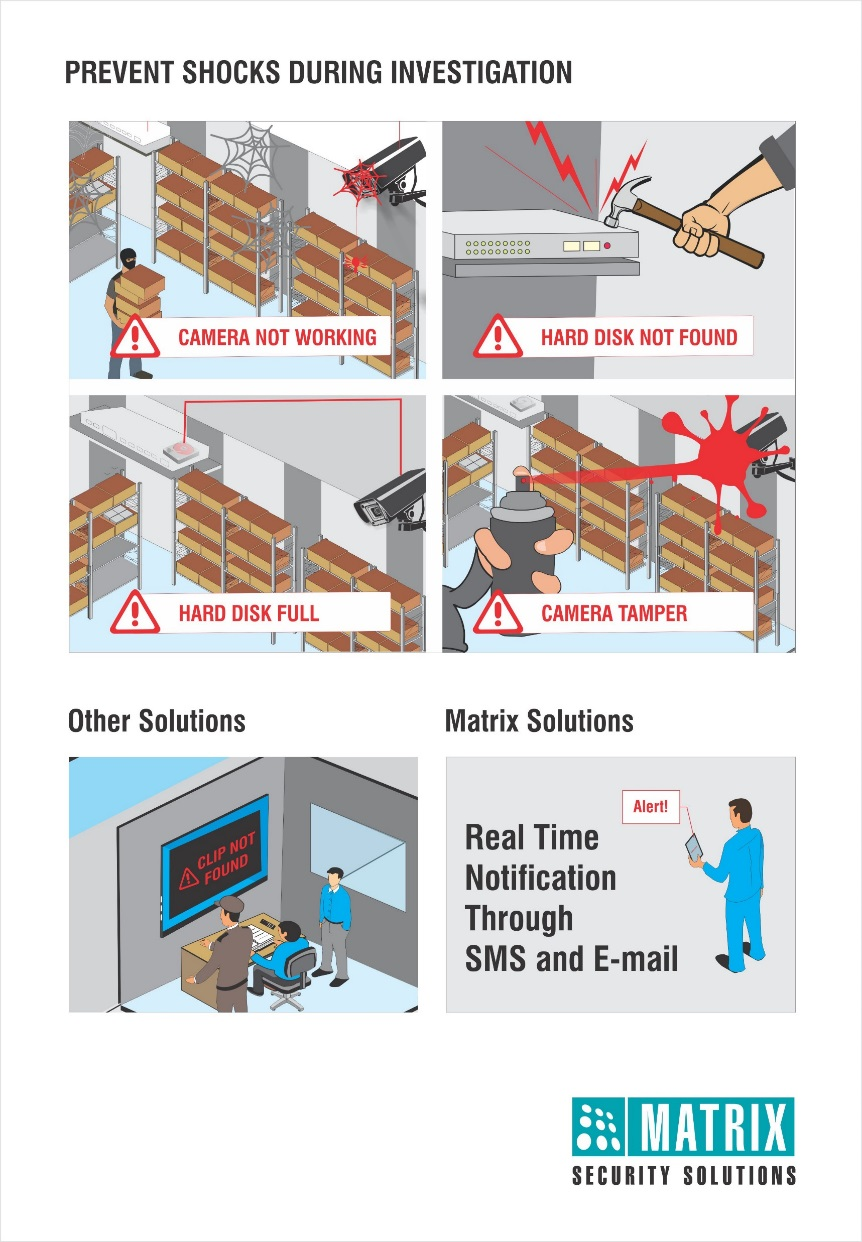 PREVENT SHOCKS DURING INVESTIGATION
CAMERA NOT WORKING
HARD DISK NOT FOUND
HARD DISK FULL
CAMERA TAMPER
Other Solutions
Matrix Solutions
CLIP NOT
FOUND
Alert!
Real Time
Notification
Through
SMS and E-mail
MATRIX
SECURITY SOLUTIONS